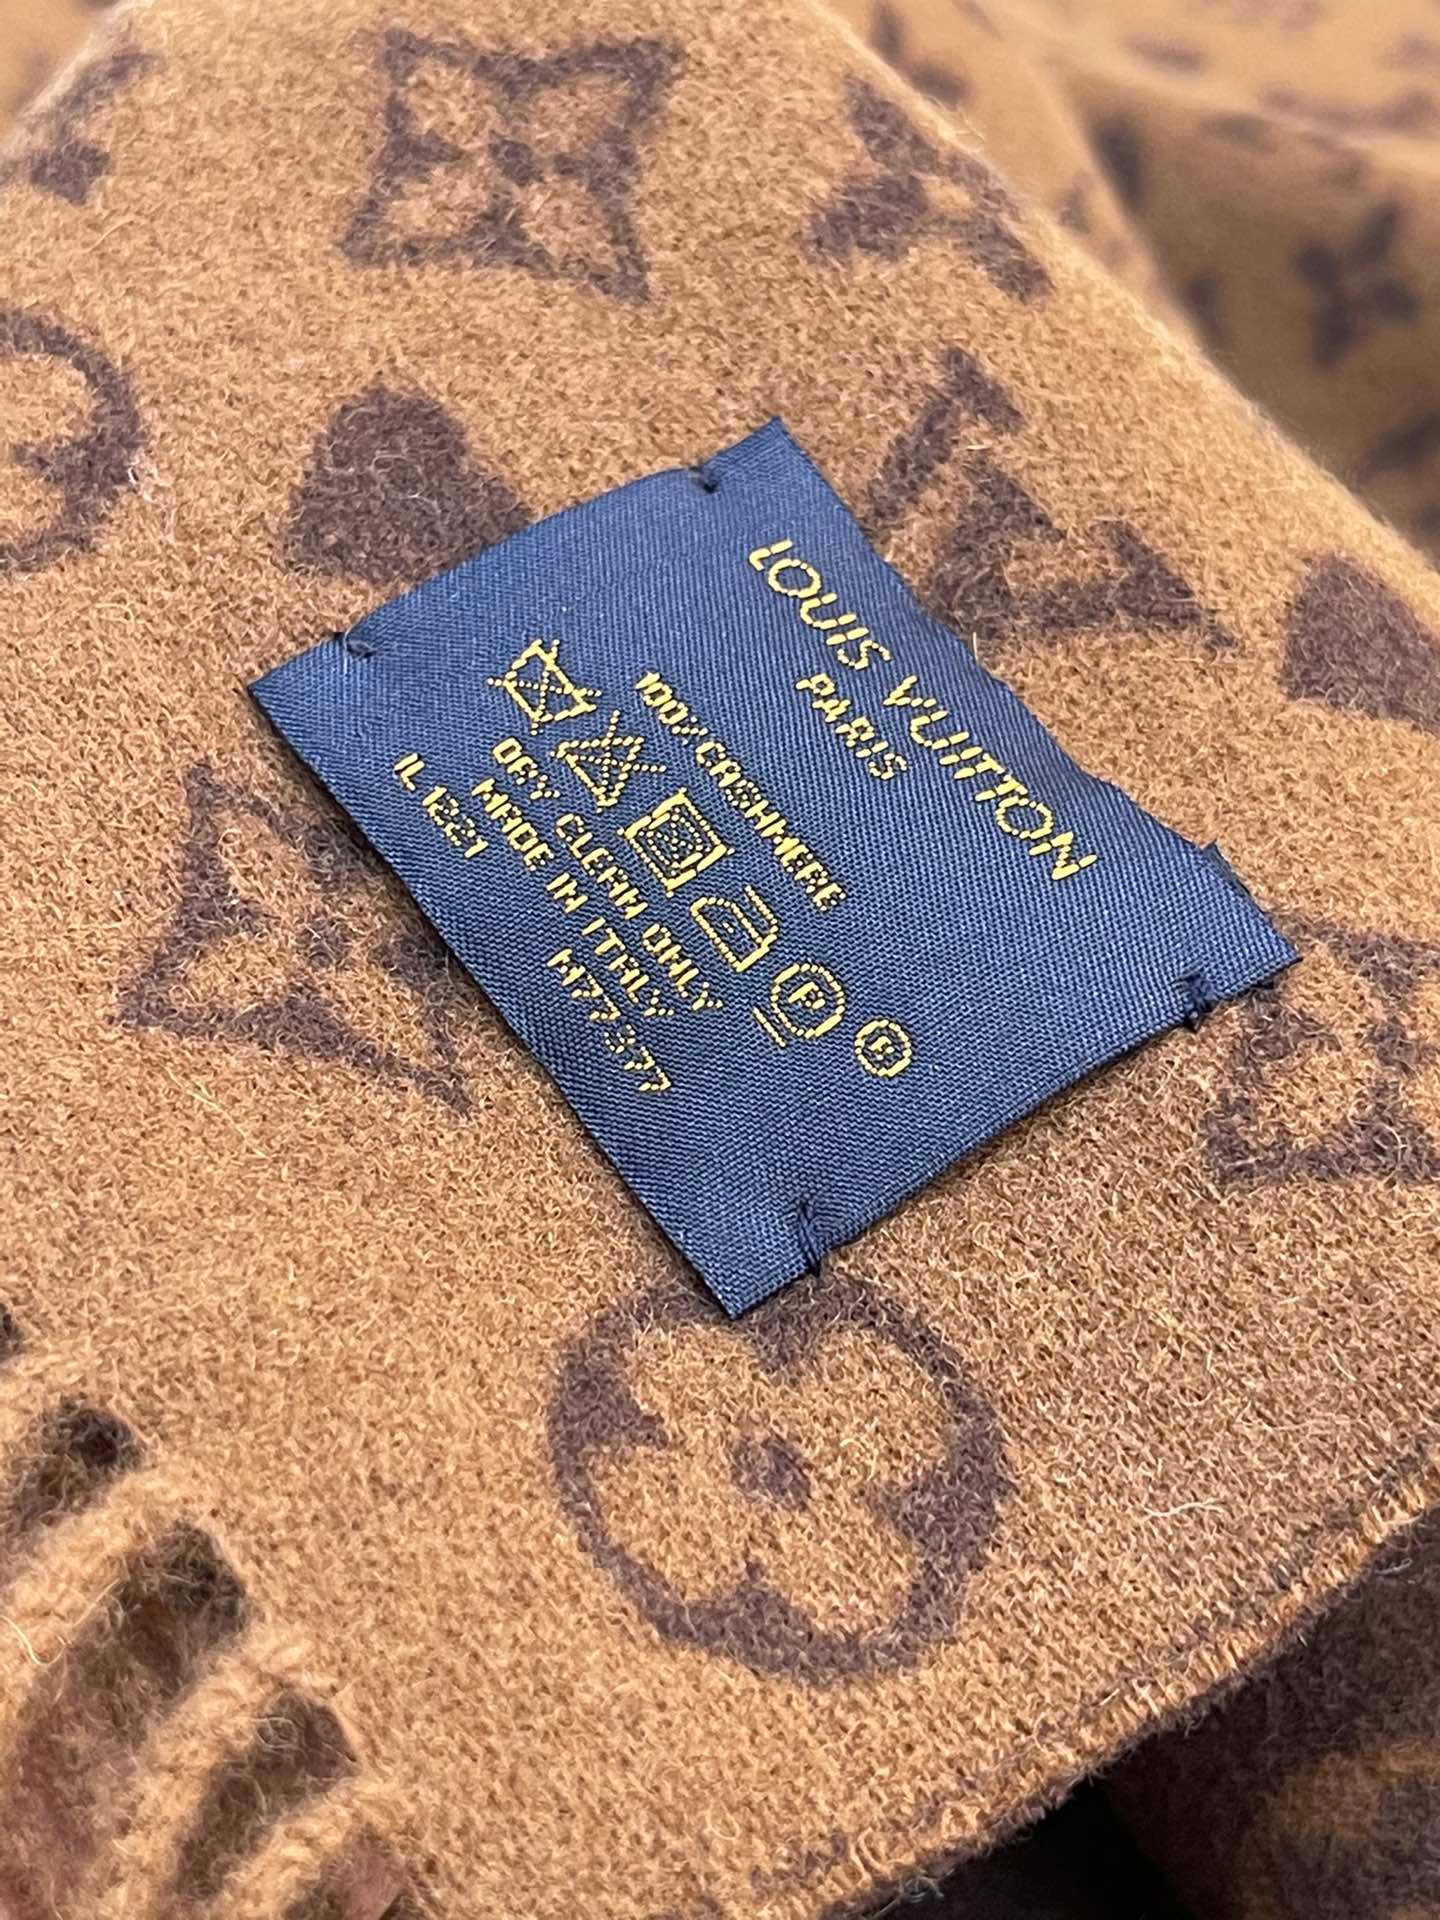 LOUIS VUITTON
PARIS
100% CASHMERE
P R
DRY CLEAN ONLY
MADE IN ITALY
IL 1221 M77377